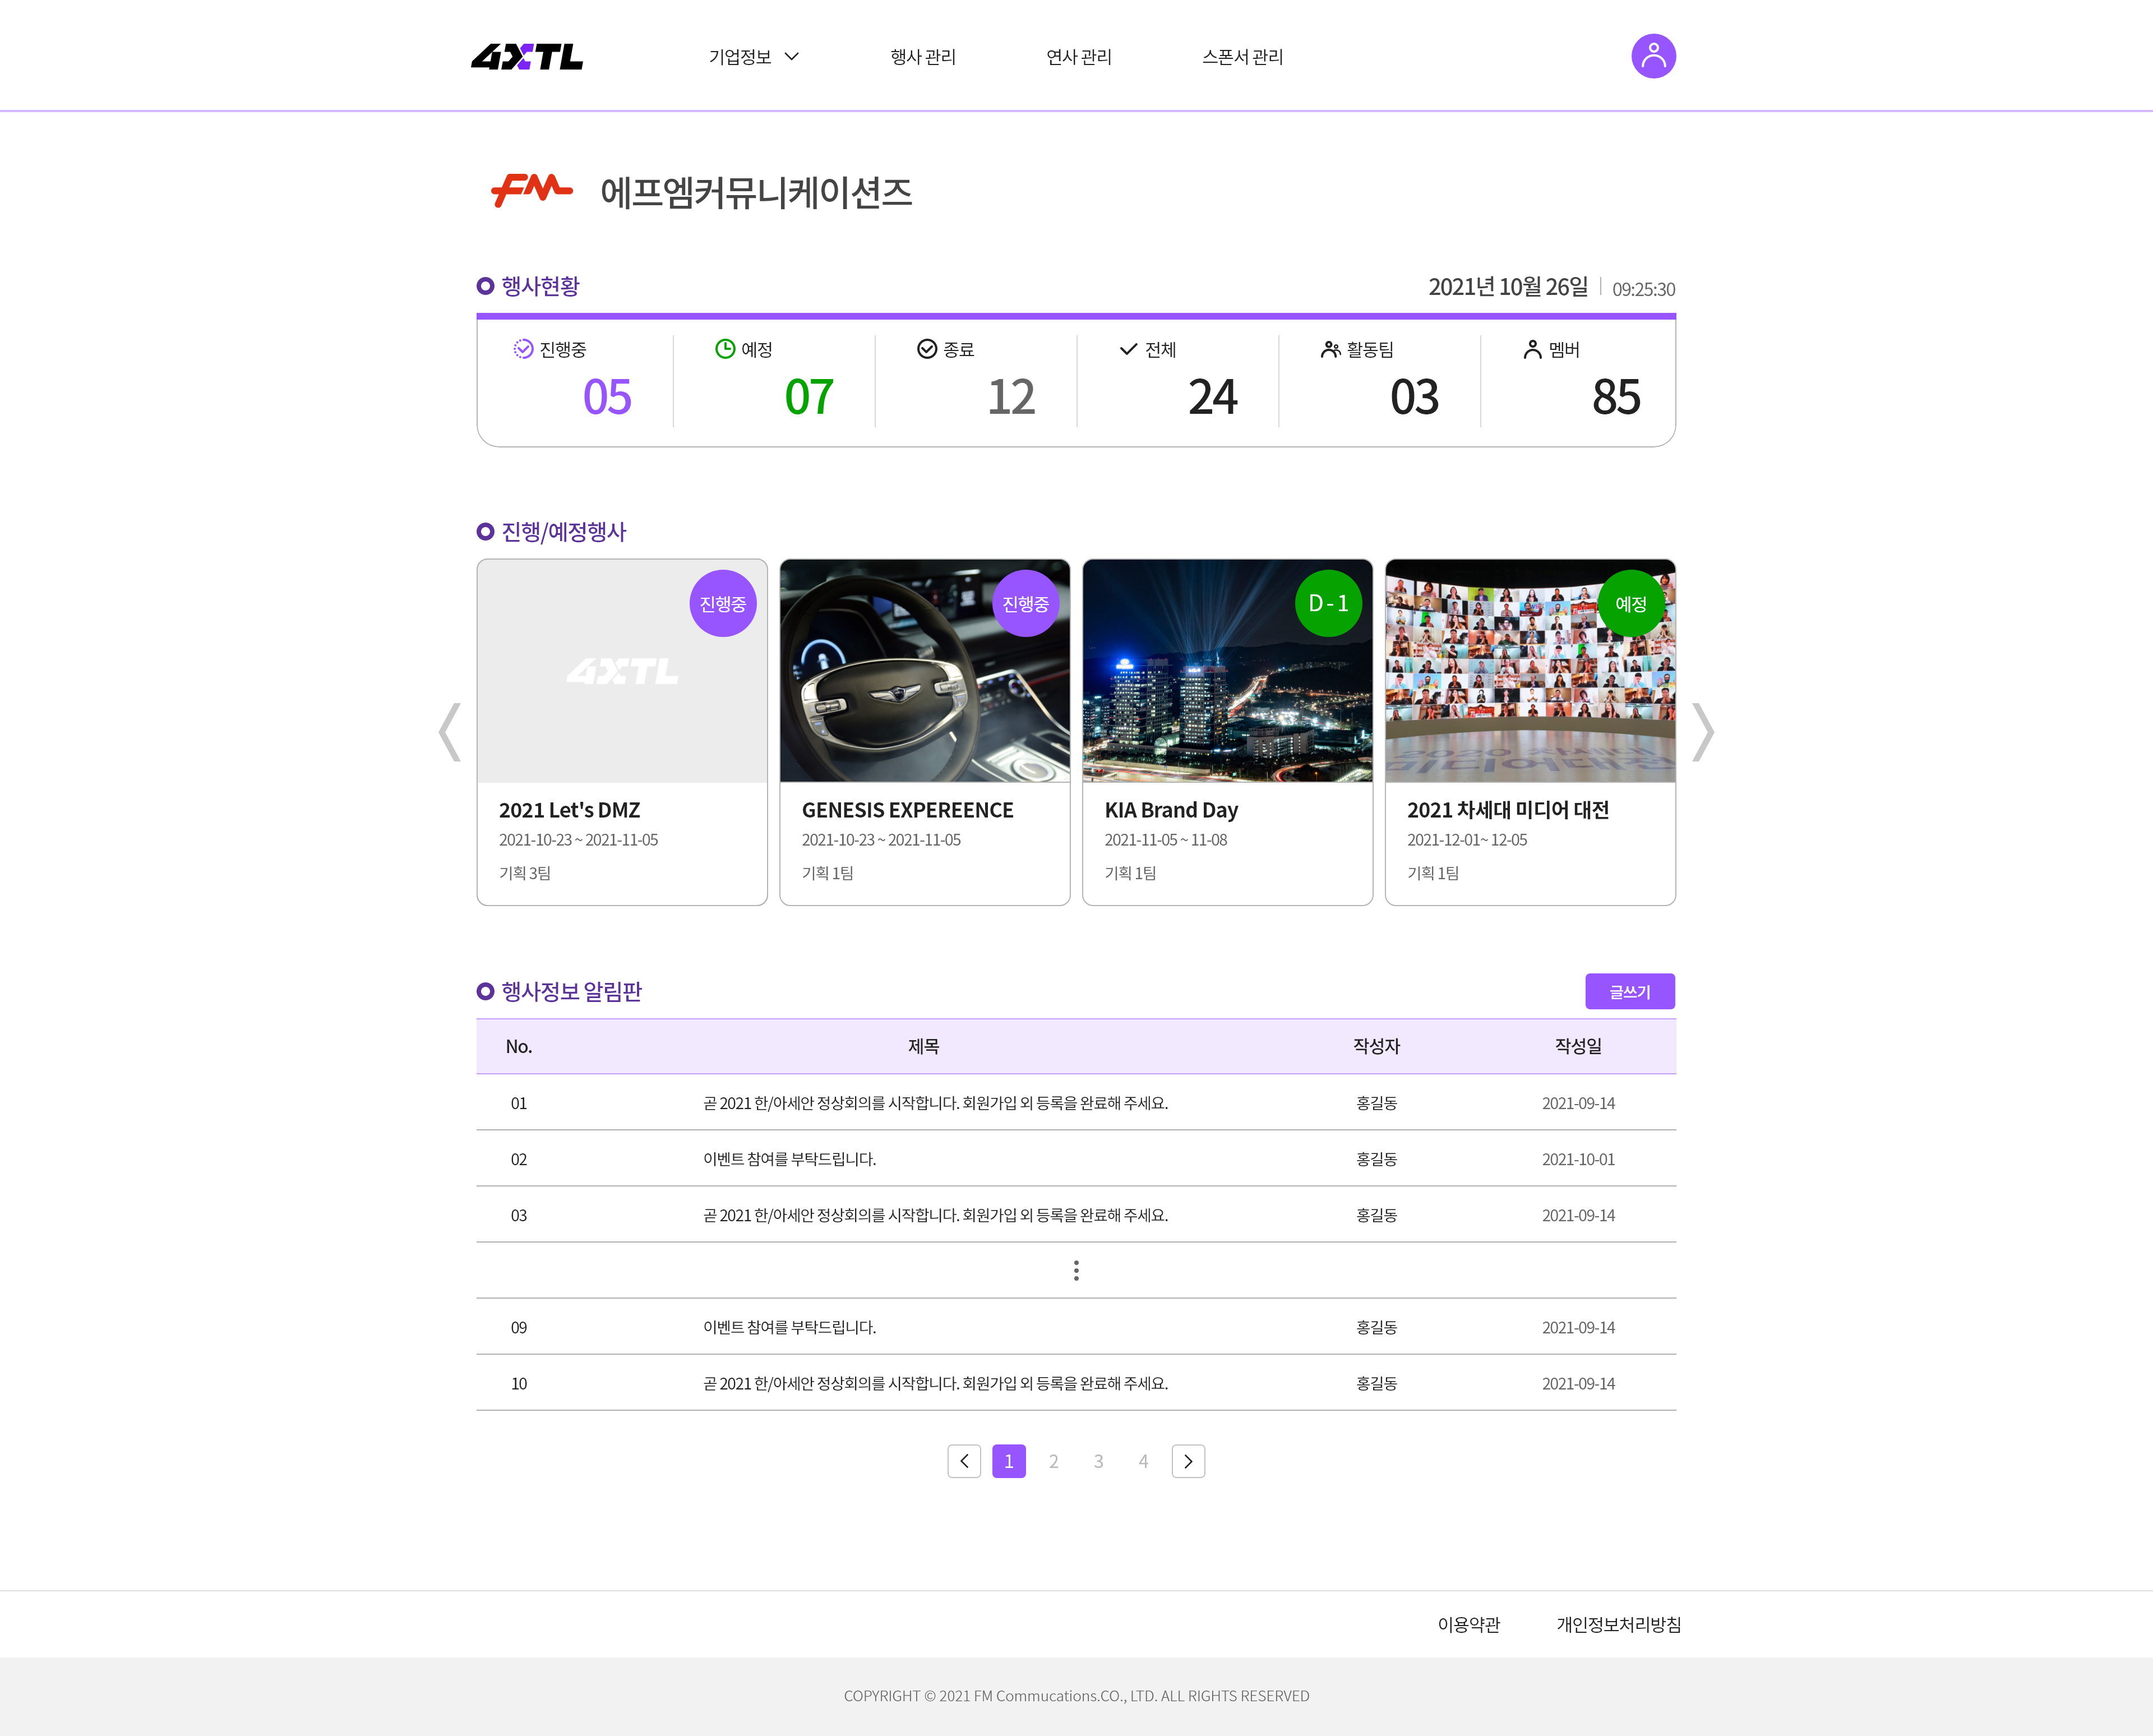 4XTL
기업정보
행사 관리
연사 관리
스폰서 관리
FM
에프엠커뮤니케이션즈
행사현황
2021년 10월 26일
09:25:30
진행중
05
예정
07
종료
12
전체
24
활동팀
03
멤버
85
진행/예정행사
4XTL
진행중
2021 Let's DMZ
2021-10-23 ~ 2021-11-05
기획 3팀
진행중
GENESIS EXPEREENCE
2021-10-23 ~ 2021-11-05
기획 1팀
D - 1
KIA Brand Day
2021-11-05 ~ 11-08
기획 1팀
예정
2021 차세대 미디어 대전
2021-12-01~ 12-05
기획 1팀
행사정보 알림판
글쓰기
No. 제목 작성자 작성일
01 곧 2021 한/아세안 정상회의를 시작합니다. 회원가입 외 등록을 완료해 주세요. 홍길동 2021-09-14
02 이벤트 참여를 부탁드립니다. 홍길동 2021-10-01
03 곧 2021 한/아세안 정상회의를 시작합니다. 회원가입 외 등록을 완료해 주세요. 홍길동 2021-09-14
09 이벤트 참여를 부탁드립니다. 홍길동 2021-09-14
10 곧 2021 한/아세안 정상회의를 시작합니다. 회원가입 외 등록을 완료해 주세요. 홍길동 2021-09-14
1 2 3 4
이용약관 개인정보처리방침
COPYRIGHT © 2021 FM Commucations.CO., LTD. ALL RIGHTS RESERVED